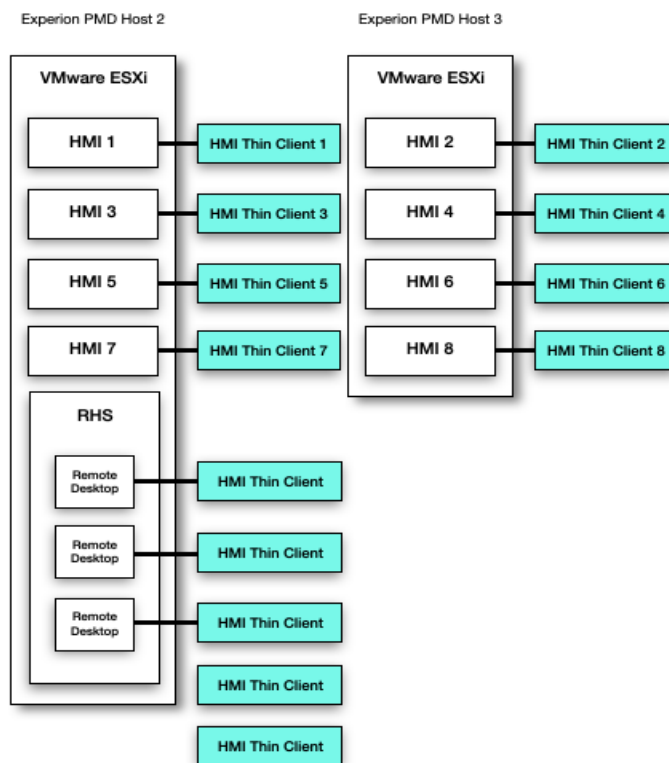 Experion PMD Host 2
VMware ESXi
HMI 1
HMI Thin Client 1
HMI 3
HMI Thin Client 3
HMI 5
HMI Thin Client 5
HMI 7
HMI Thin Client 7
RHS
Remote
Desktop
HMI Thin Client
Remote
Desktop
HMI Thin Client
Remote
Desktop
HMI Thin Client
HMI Thin Client
HMI Thin Client
Experion PMD Host 3
VMware ESXi
HMI 2
HMI Thin Client 2
HMI 4
HMI Thin Client 4
HMI 6
HMI Thin Client 6
HMI 8
HMI Thin Client 8